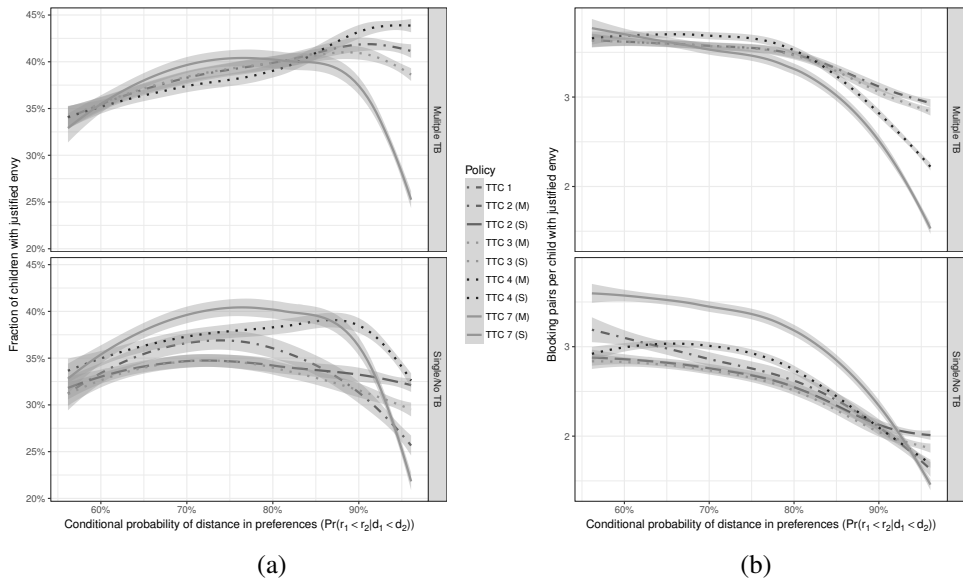 45%
40%
35%
30%
25%
20%
Mulitple TB
45%
40%
35%
30%
25%
20%
Single/No TB
Fraction of children with justified envy
60%
70%
80%
90%
Conditional probability of distance in preferences (Pr(r1 < r2|d1 < d2))
(a)
Policy
TTC 1
TTC 2 (M)
TTC 2 (S)
TTC 3 (M)
TTC 3 (S)
TTC 4 (M)
TTC 4 (S)
TTC 7 (M)
TTC 7 (S)
3
2
Mulitple TB
3
2
Single/No TB
Blocking pairs per child with justified envy
60%
70%
80%
90%
Conditional probability of distance in preferences (Pr(r1 < r2|d1 < d2))
(b)